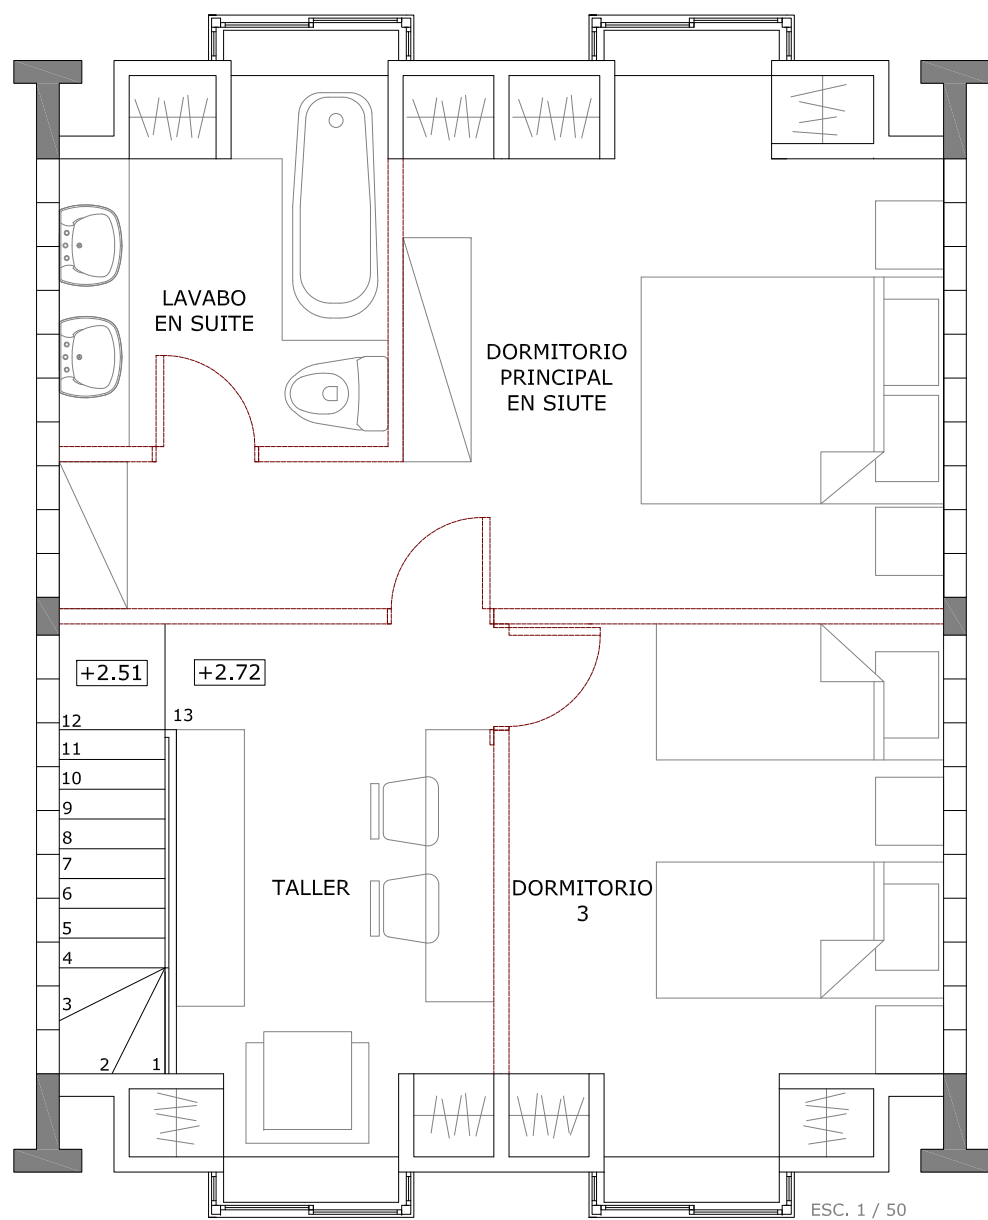 LAVABO
EN SUITE
DORMITORIO
PRINCIPAL
EN SIUTE
+2.51
+2.72
13
12
11
10
9
8
7
6
5
4
3
2
1
TALLER
DORMITORIO
3
ESC. 1 / 50